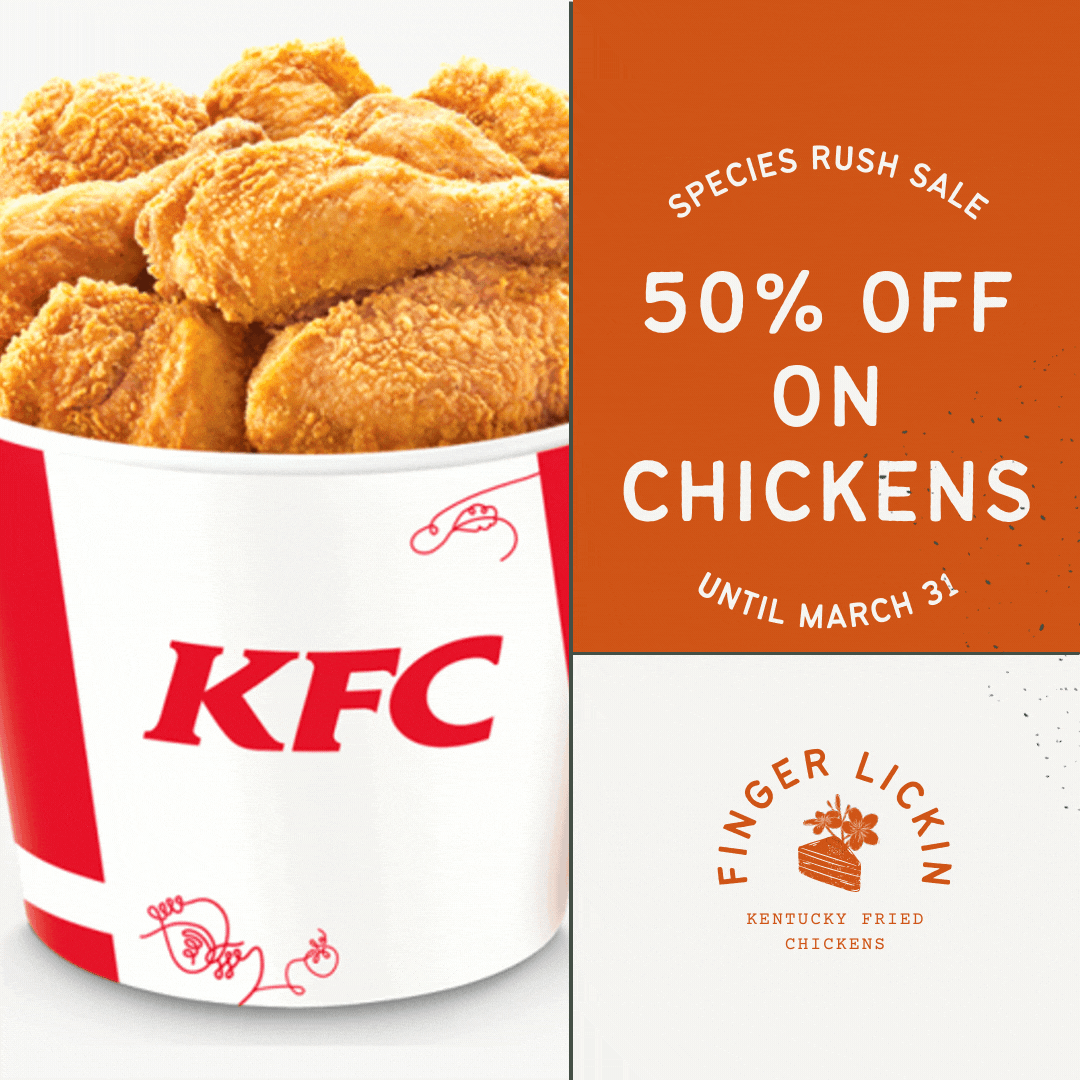 KFC
SPECIES RUSH SALE
50% OFF
ON
CHICKENS
UNTIL MARCH 31
FINGER LICKIN
KENTUCKY FRIED
CHICKENS